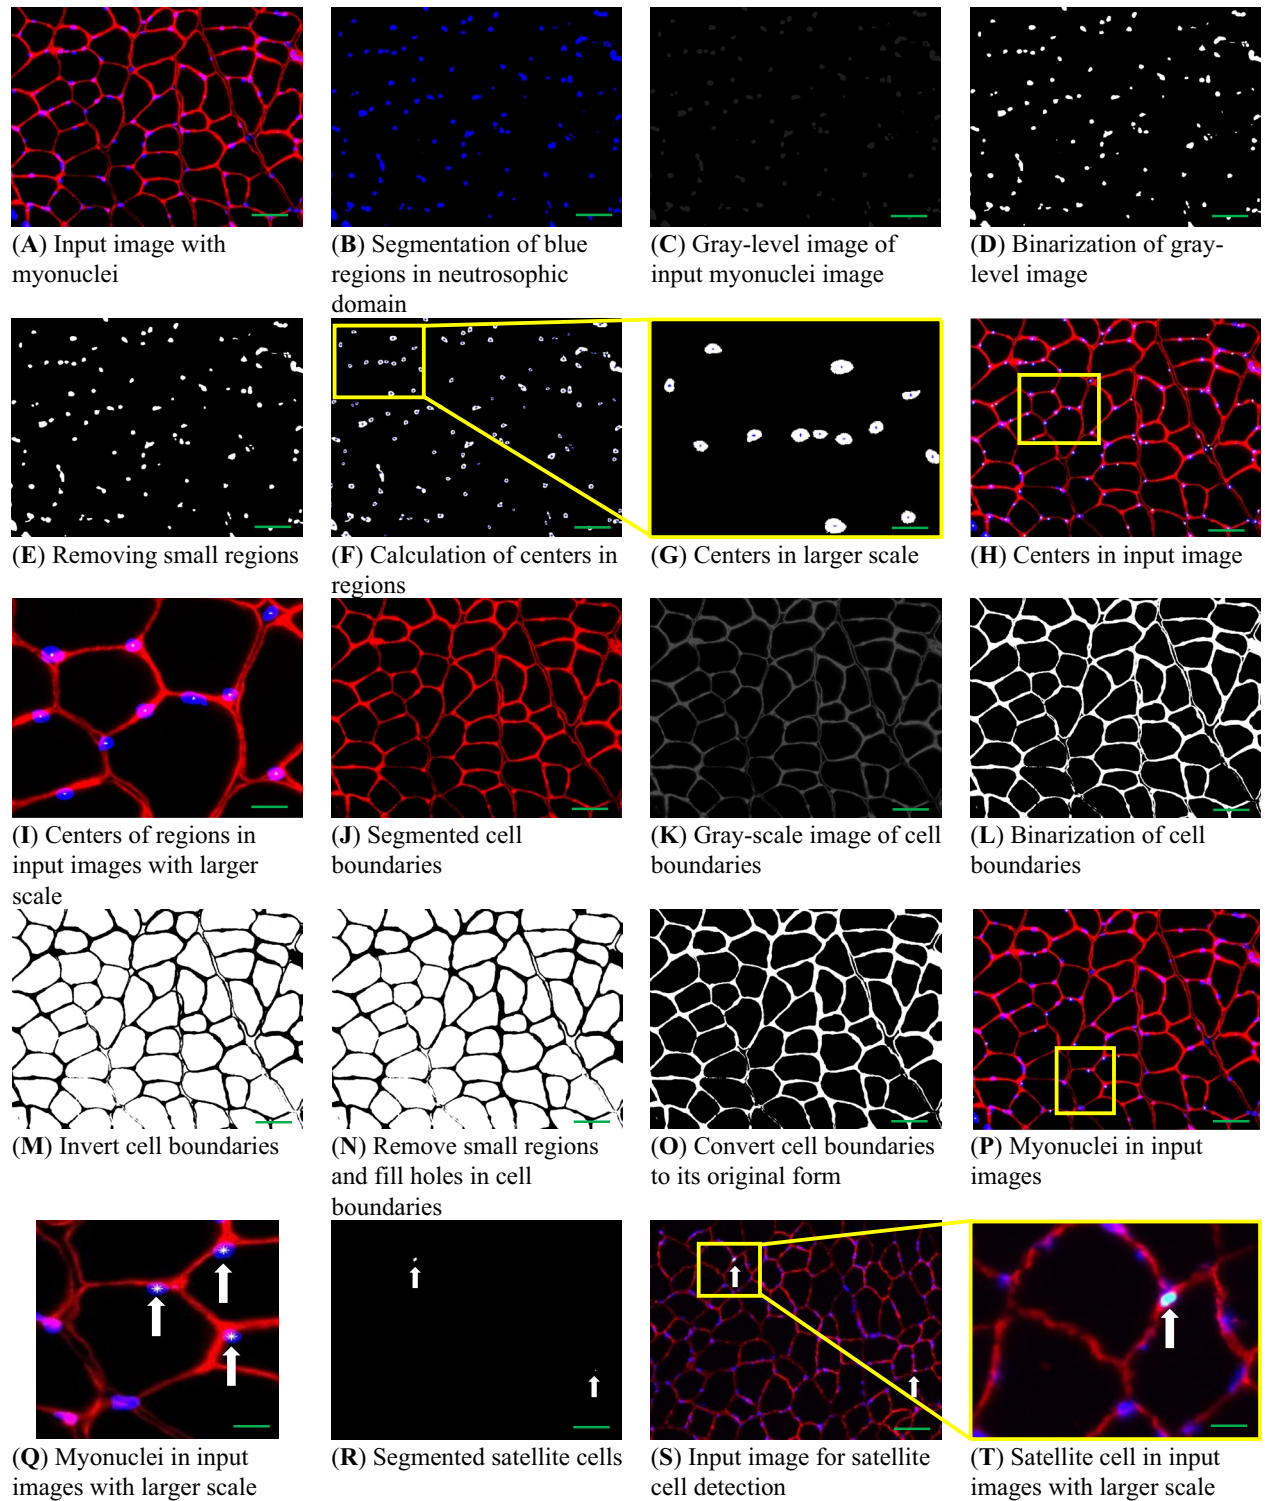 (A) Input image with
myonuclei
(B) Segmentation of blue
regions in neutrosophic
domain
(C) Gray-level image of
input myonuclei image
(D) Binarization of gray-
level image
(E) Removing small regions
(F) Calculation of centers in
regions
(G) Centers in larger scale
(H) Centers in input image
(I) Centers of regions in
input images with larger
scale
(J) Segmented cell
boundaries
(K) Gray-scale image of cell
boundaries
(L) Binarization of cell
boundaries
(M) Invert cell boundaries
(N) Remove small regions
and fill holes in cell
boundaries
(O) Convert cell boundaries
to its original form
(P) Myonuclei in input
images
(Q) Myonuclei in input
images with larger scale
(R) Segmented satellite cells
(S) Input image for satellite
cell detection
(T) Satellite cell in input
images with larger scale